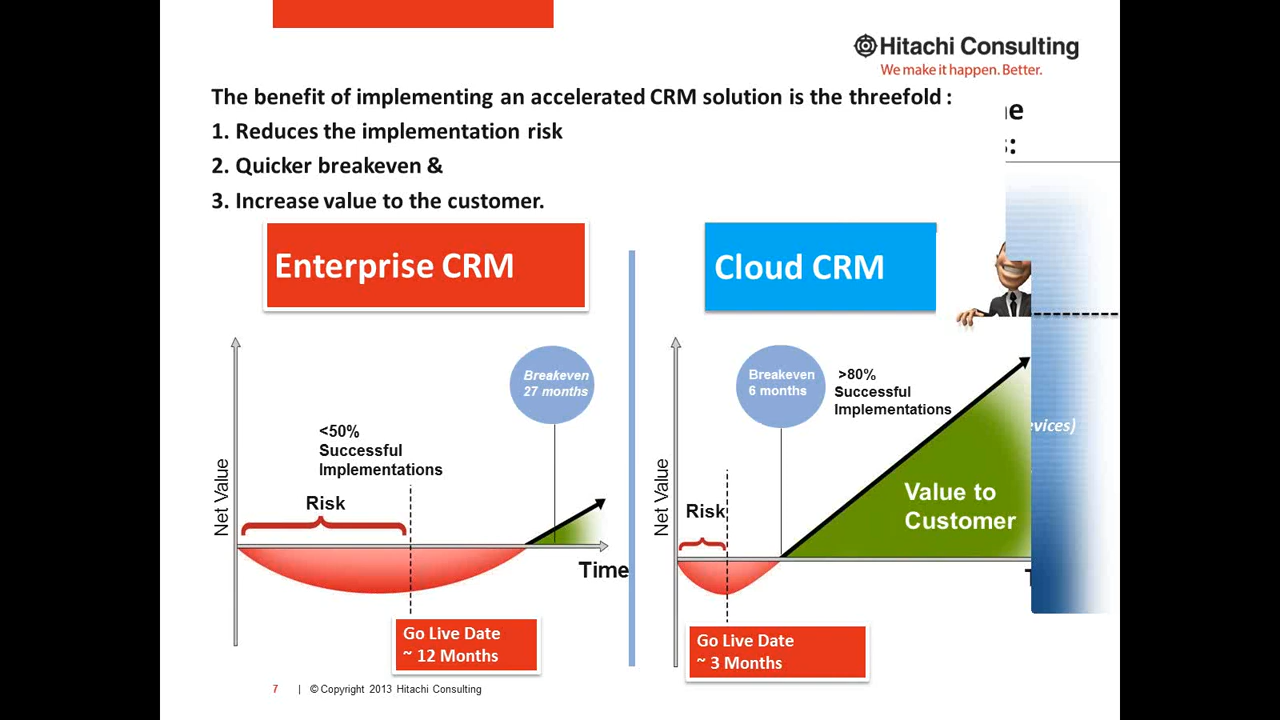 Hitachi Consulting
We make it happen. Better.
The benefit of implementing an accelerated CRM solution is the threefold :
1. Reduces the implementation risk
2. Quicker breakeven &
3. Increase value to the customer.
Enterprise CRM
Net Value
<50%
Successful
Implementations
Risk
Breakeven
27 months
Time
Go Live Date
~ 12 Months
Cloud CRM
Net Value
Risk
Breakeven
6 months
>80%
Successful
Implementations
Value to
Customer
Go Live Date
~ 3 Months
7 | © Copyright 2013 Hitachi Consulting